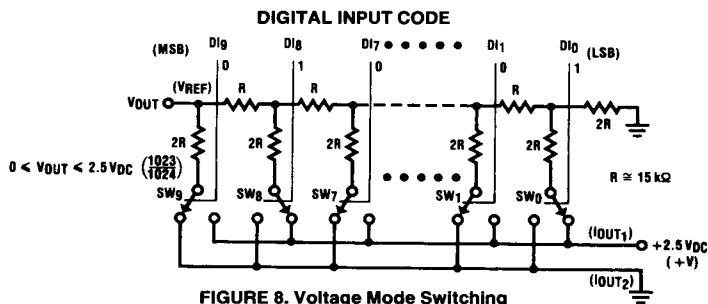 DIGITAL INPUT CODE
(MSB) DI9 DI8 DI7 DI1 DI0 (LSB)
0 1 0 0 1
VOUT (VREF) R R R
2R 2R 2R 2R 2R 2R
0 ≤ VOUT ≤ 2.5 VDC (1023/1024)
R ≅ 15 kΩ
SW9 SW8 SW7 SW1 SW0
(IOUT1) +2.5 VDC
(+V)
(IOUT2)
FIGURE 8. Voltage Mode Switching